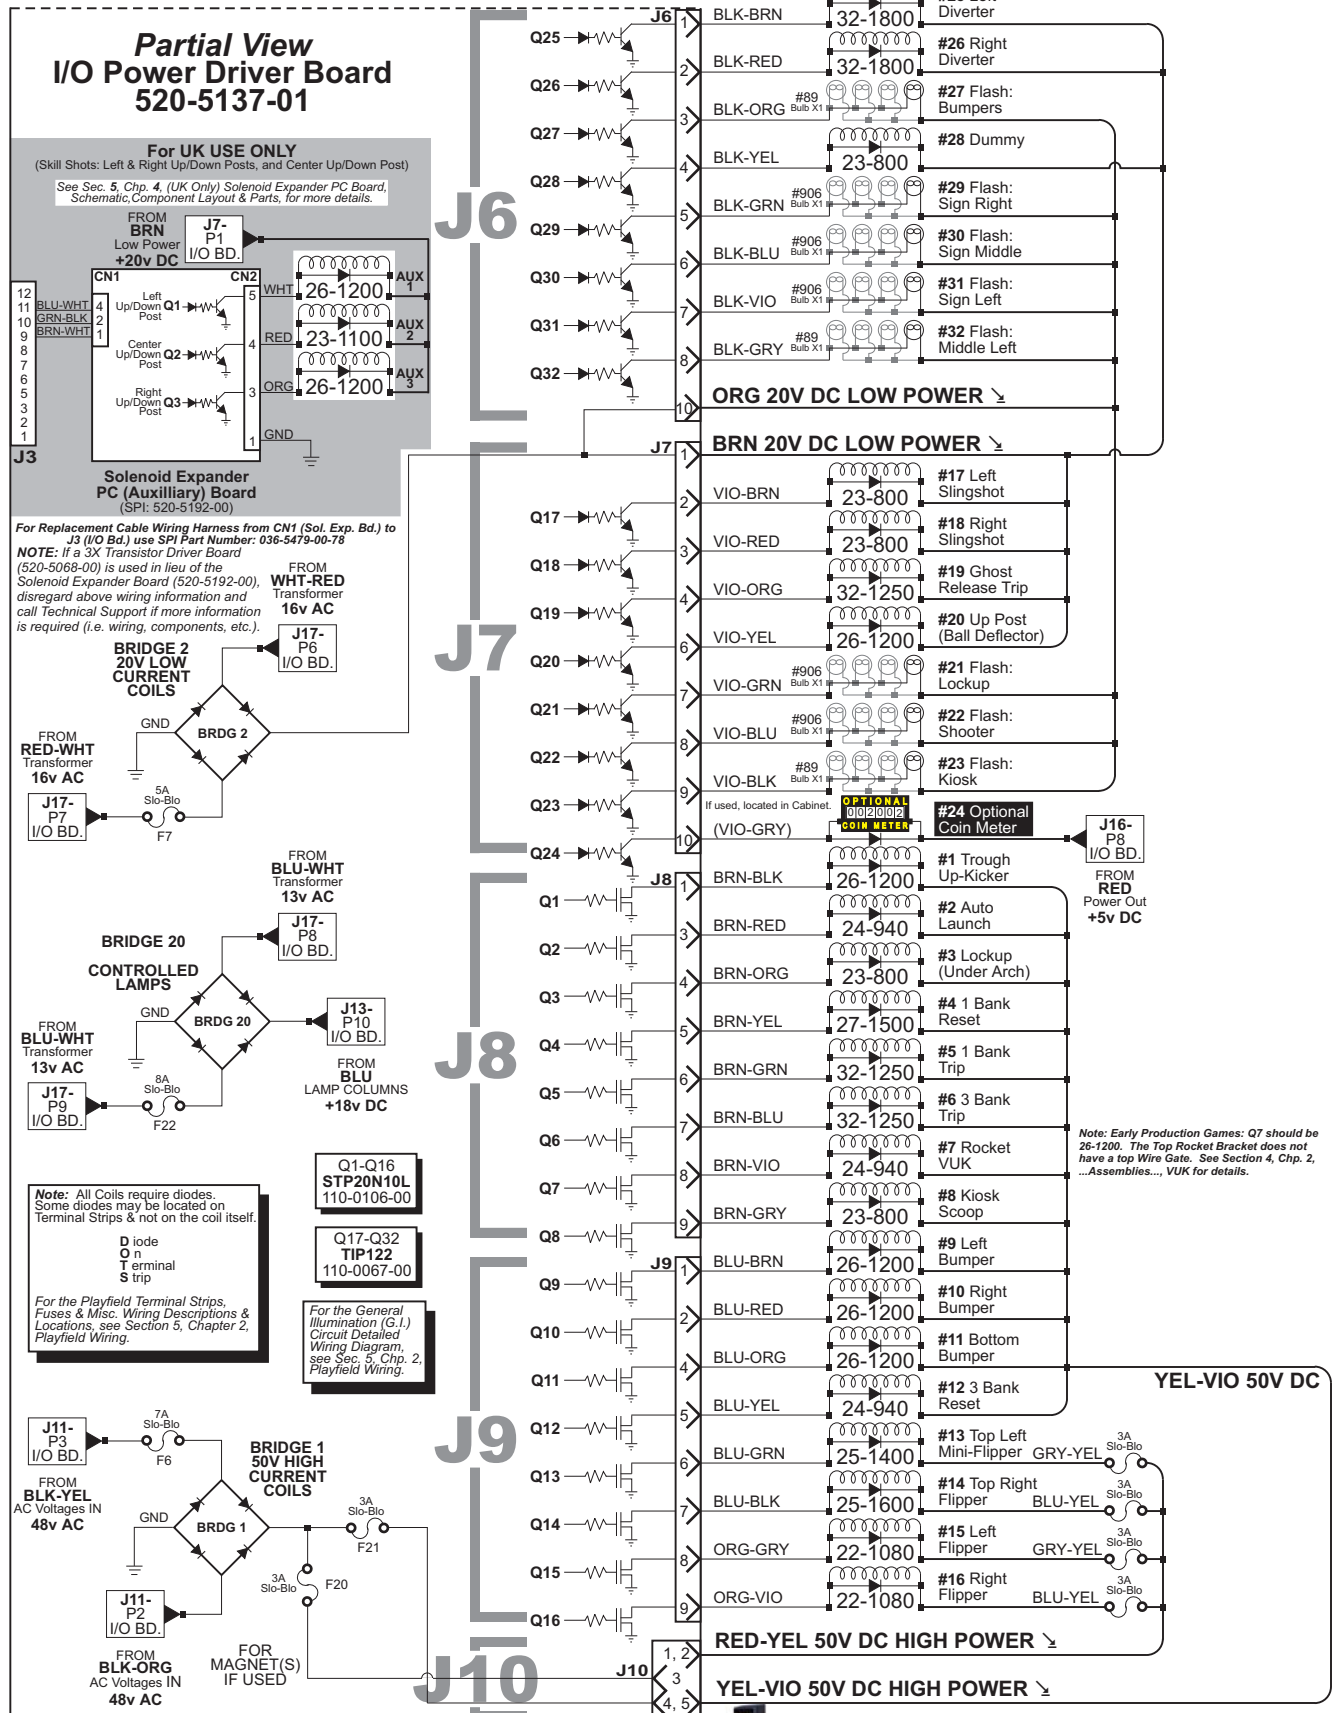 Partial View
I/O Power Driver Board
520-5137-01
For UK USE ONLY
(Skill Shots: Left & Right Up/Down Posts, and Center Up/Down Post)
See Sec. 5, Chp. 4, (UK Only) Solenoid Expander PC Board,
Schematic,Component Layout & Parts, for more details.
FROM
BRN
Low Power
+20v DC
J7-
P1
I/O BD.
CN1
CN2
12
11
10
9
8
7
6
5
3
2
1
J3
BLU-WHT
GRN-BLK
BRN-WHT
4
2
1
Left
Up/Down Q1
Post
Center
Up/Down Q2
Post
Right
Up/Down Q3
Post
5 WHT 26-1200 AUX 1
4 RED 23-1100 AUX 2
3 ORG 26-1200 AUX 3
1 GND
Solenoid Expander
PC (Auxilliary) Board
(SPI: 520-5192-00)
For Replacement Cable Wiring Harness from CN1 (Sol. Exp. Bd.) to
J3 (I/O Bd.) use SPI Part Number: 036-5479-00-78
NOTE: If a 3X Transistor Driver Board
(520-5068-00) is used in lieu of the
Solenoid Expander Board (520-5192-00),
disregard above wiring information and
call Technical Support if more information
is required (i.e. wiring, components, etc.).
FROM
WHT-RED
Transformer
16v AC
J17-
P6
I/O BD.
BRIDGE 2
20V LOW
CURRENT
COILS
GND
BRDG 2
FROM
RED-WHT
Transformer
16v AC
J17-
P7
I/O BD.
5A
Slo-Blo
F7
FROM
BLU-WHT
Transformer
13v AC
J17-
P8
I/O BD.
BRIDGE 20
CONTROLLED
LAMPS
GND
BRDG 20
J13-
P10
I/O BD.
FROM
BLU
LAMP COLUMNS
+18v DC
FROM
BLU-WHT
Transformer
13v AC
J17-
P9
I/O BD.
8A
Slo-Blo
F22
Q1-Q16
STP20N10L
110-0106-00
Q17-Q32
TIP122
110-0067-00
Note: All Coils require diodes.
Some diodes may be located on
Terminal Strips & not on the coil itself.
D iode
O n
T erminal
S trip
For the Playfield Terminal Strips,
Fuses & Misc. Wiring Descriptions &
Locations, see Section 5, Chapter 2,
Playfield Wiring.
For the General
Illumination (G.I.)
Circuit Detailed
Wiring Diagram,
see Sec. 5, Chp. 2,
Playfield Wiring.
J11-
P3
I/O BD.
7A
Slo-Blo
F6
FROM
BLK-YEL
AC Voltages IN
48v AC
BRIDGE 1
50V HIGH
CURRENT
COILS
GND
BRDG 1
3A
Slo-Blo
F21
3A
Slo-Blo
F20
J11-
P2
I/O BD.
FROM
BLK-ORG
AC Voltages IN
48v AC
FOR
MAGNET(S)
IF USED
J6
J6
Q25 1 BLK-BRN 32-1800 Diverter
Q26 2 BLK-RED 32-1800 #26 Right Diverter
Q27 3 BLK-ORG #89 Bulb X1 #27 Flash: Bumpers
Q28 4 BLK-YEL 23-800 #28 Dummy
Q29 5 BLK-GRN #906 Bulb X1 #29 Flash: Sign Right
Q30 6 BLK-BLU #906 Bulb X1 #30 Flash: Sign Middle
Q31 7 BLK-VIO #906 Bulb X1 #31 Flash: Sign Left
Q32 8 BLK-GRY #89 Bulb X1 #32 Flash: Middle Left
10 ORG 20V DC LOW POWER
J7
J7
1 BRN 20V DC LOW POWER
Q17 2 VIO-BRN 23-800 #17 Left Slingshot
Q18 3 VIO-RED 23-800 #18 Right Slingshot
Q19 4 VIO-ORG 32-1250 #19 Ghost Release Trip
Q20 6 VIO-YEL 26-1200 #20 Up Post (Ball Deflector)
Q21 7 VIO-GRN #906 Bulb X1 #21 Flash: Lockup
Q22 8 VIO-BLU #906 Bulb X1 #22 Flash: Shooter
Q23 9 VIO-BLK #89 Bulb X1 #23 Flash: Kiosk
If used, located in Cabinet.
Q24 10 (VIO-GRY) OPTIONAL 002002 COIN METER #24 Optional Coin Meter
J16-
P8
I/O BD.
FROM
RED
Power Out
+5v DC
J8
J8
Q1 1 BRN-BLK 26-1200 #1 Trough Up-Kicker
Q2 3 BRN-RED 24-940 #2 Auto Launch
Q3 4 BRN-ORG 23-800 #3 Lockup (Under Arch)
Q4 5 BRN-YEL 27-1500 #4 1 Bank Reset
Q5 6 BRN-GRN 32-1250 #5 1 Bank Trip
Q6 7 BRN-BLU 32-1250 #6 3 Bank Trip
Q7 8 BRN-VIO 24-940 #7 Rocket VUK
Q8 9 BRN-GRY 23-800 #8 Kiosk Scoop
Note: Early Production Games: Q7 should be
26-1200. The Top Rocket Bracket does not
have a top Wire Gate. See Section 4, Chp. 2,
...Assemblies..., VUK for details.
J9
J9
Q9 1 BLU-BRN 26-1200 #9 Left Bumper
Q10 2 BLU-RED 26-1200 #10 Right Bumper
Q11 4 BLU-ORG 26-1200 #11 Bottom Bumper
YEL-VIO 50V DC
Q12 5 BLU-YEL 24-940 #12 3 Bank Reset
Q13 6 BLU-GRN 25-1400 #13 Top Left Mini-Flipper GRY-YEL 3A Slo-Blo
Q14 7 BLU-BLK 25-1600 #14 Top Right Flipper BLU-YEL 3A Slo-Blo
Q15 8 ORG-GRY 22-1080 #15 Left Flipper GRY-YEL 3A Slo-Blo
Q16 9 ORG-VIO 22-1080 #16 Right Flipper BLU-YEL 3A Slo-Blo
J10
J10
1, 2 RED-YEL 50V DC HIGH POWER
3
4, 5 YEL-VIO 50V DC HIGH POWER